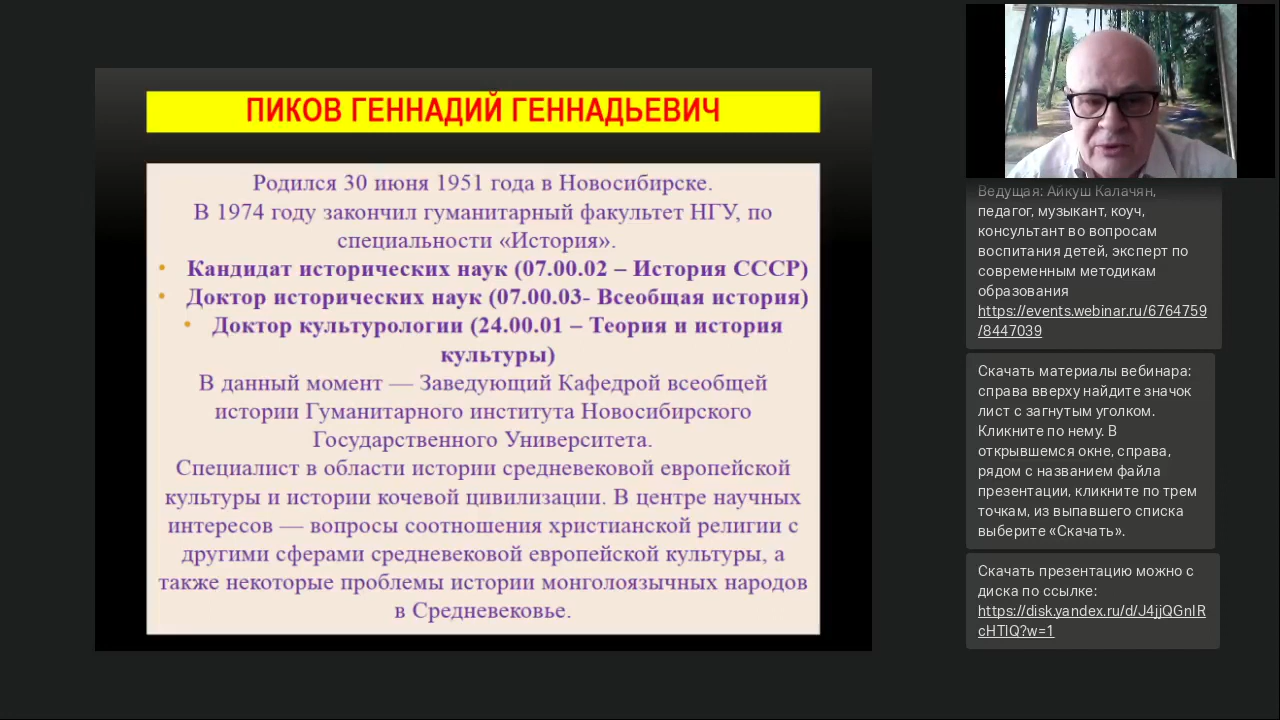 ПИКОВ ГЕННАДИЙ ГЕННАДЬЕВИЧ
Родился 30 июня 1951 года в Новосибирске.
В 1974 году закончил гуманитарный факультет НГУ, по
специальности «История».
• Кандидат исторических наук (07.00.02 – История СССР)
• Доктор исторических наук (07.00.03- Всеобщая история)
• Доктор культурологии (24.00.01 – Теория и история
культуры)
В данный момент — Заведующий Кафедрой всеобщей
истории Гуманитарного института Новосибирского
Государственного Университета.
Специалист в области истории средневековой европейской
культуры и истории кочевой цивилизации. В центре научных
интересов — вопросы соотношения христианской религии с
другими сферами средневековой европейской культуры, а
также некоторые проблемы истории монголоязычных народов
в Средневековье.
Ведущая: Айкуш Калачян,
педагог, музыкант, коуч,
консультант во вопросам
воспитания детей, эксперт по
современным методикам
образования
https://events.webinar.ru/6764759
/8447039
Скачать материалы вебинара:
справа вверху найдите значок
лист с загнутым уголком.
Кликните по нему. В
открывшемся окне, справа,
рядом с названием файла
презентации, кликните по трем
точкам, из выпавшего списка
выберите «Скачать».
Скачать презентацию можно с
диска по ссылке:
https://disk.yandex.ru/d/J4jjQGnIR
cHTlQ?w=1